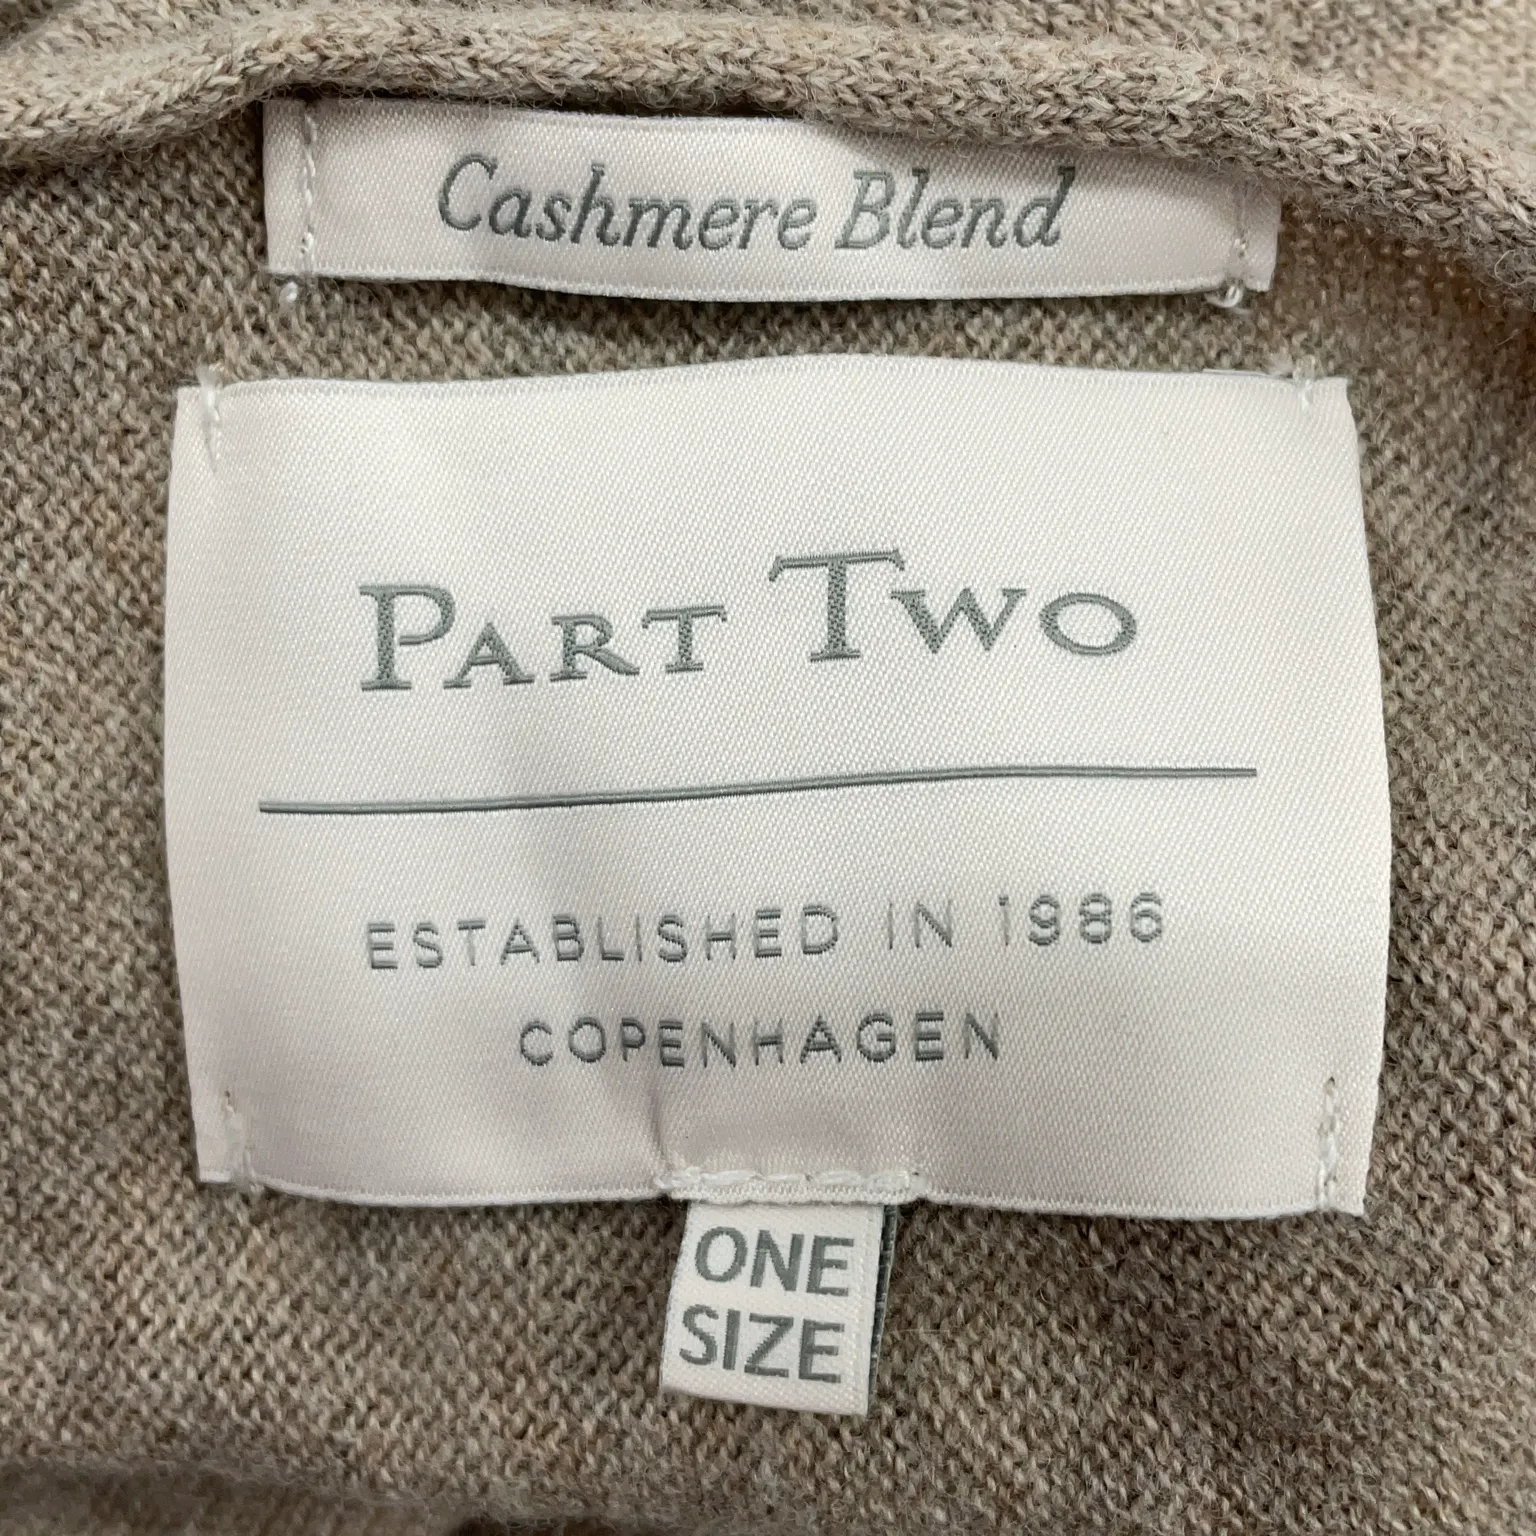 Cashmere Blend
PART TWO
ESTABLISHED IN 1986
COPENHAGEN
ONE
SIZE